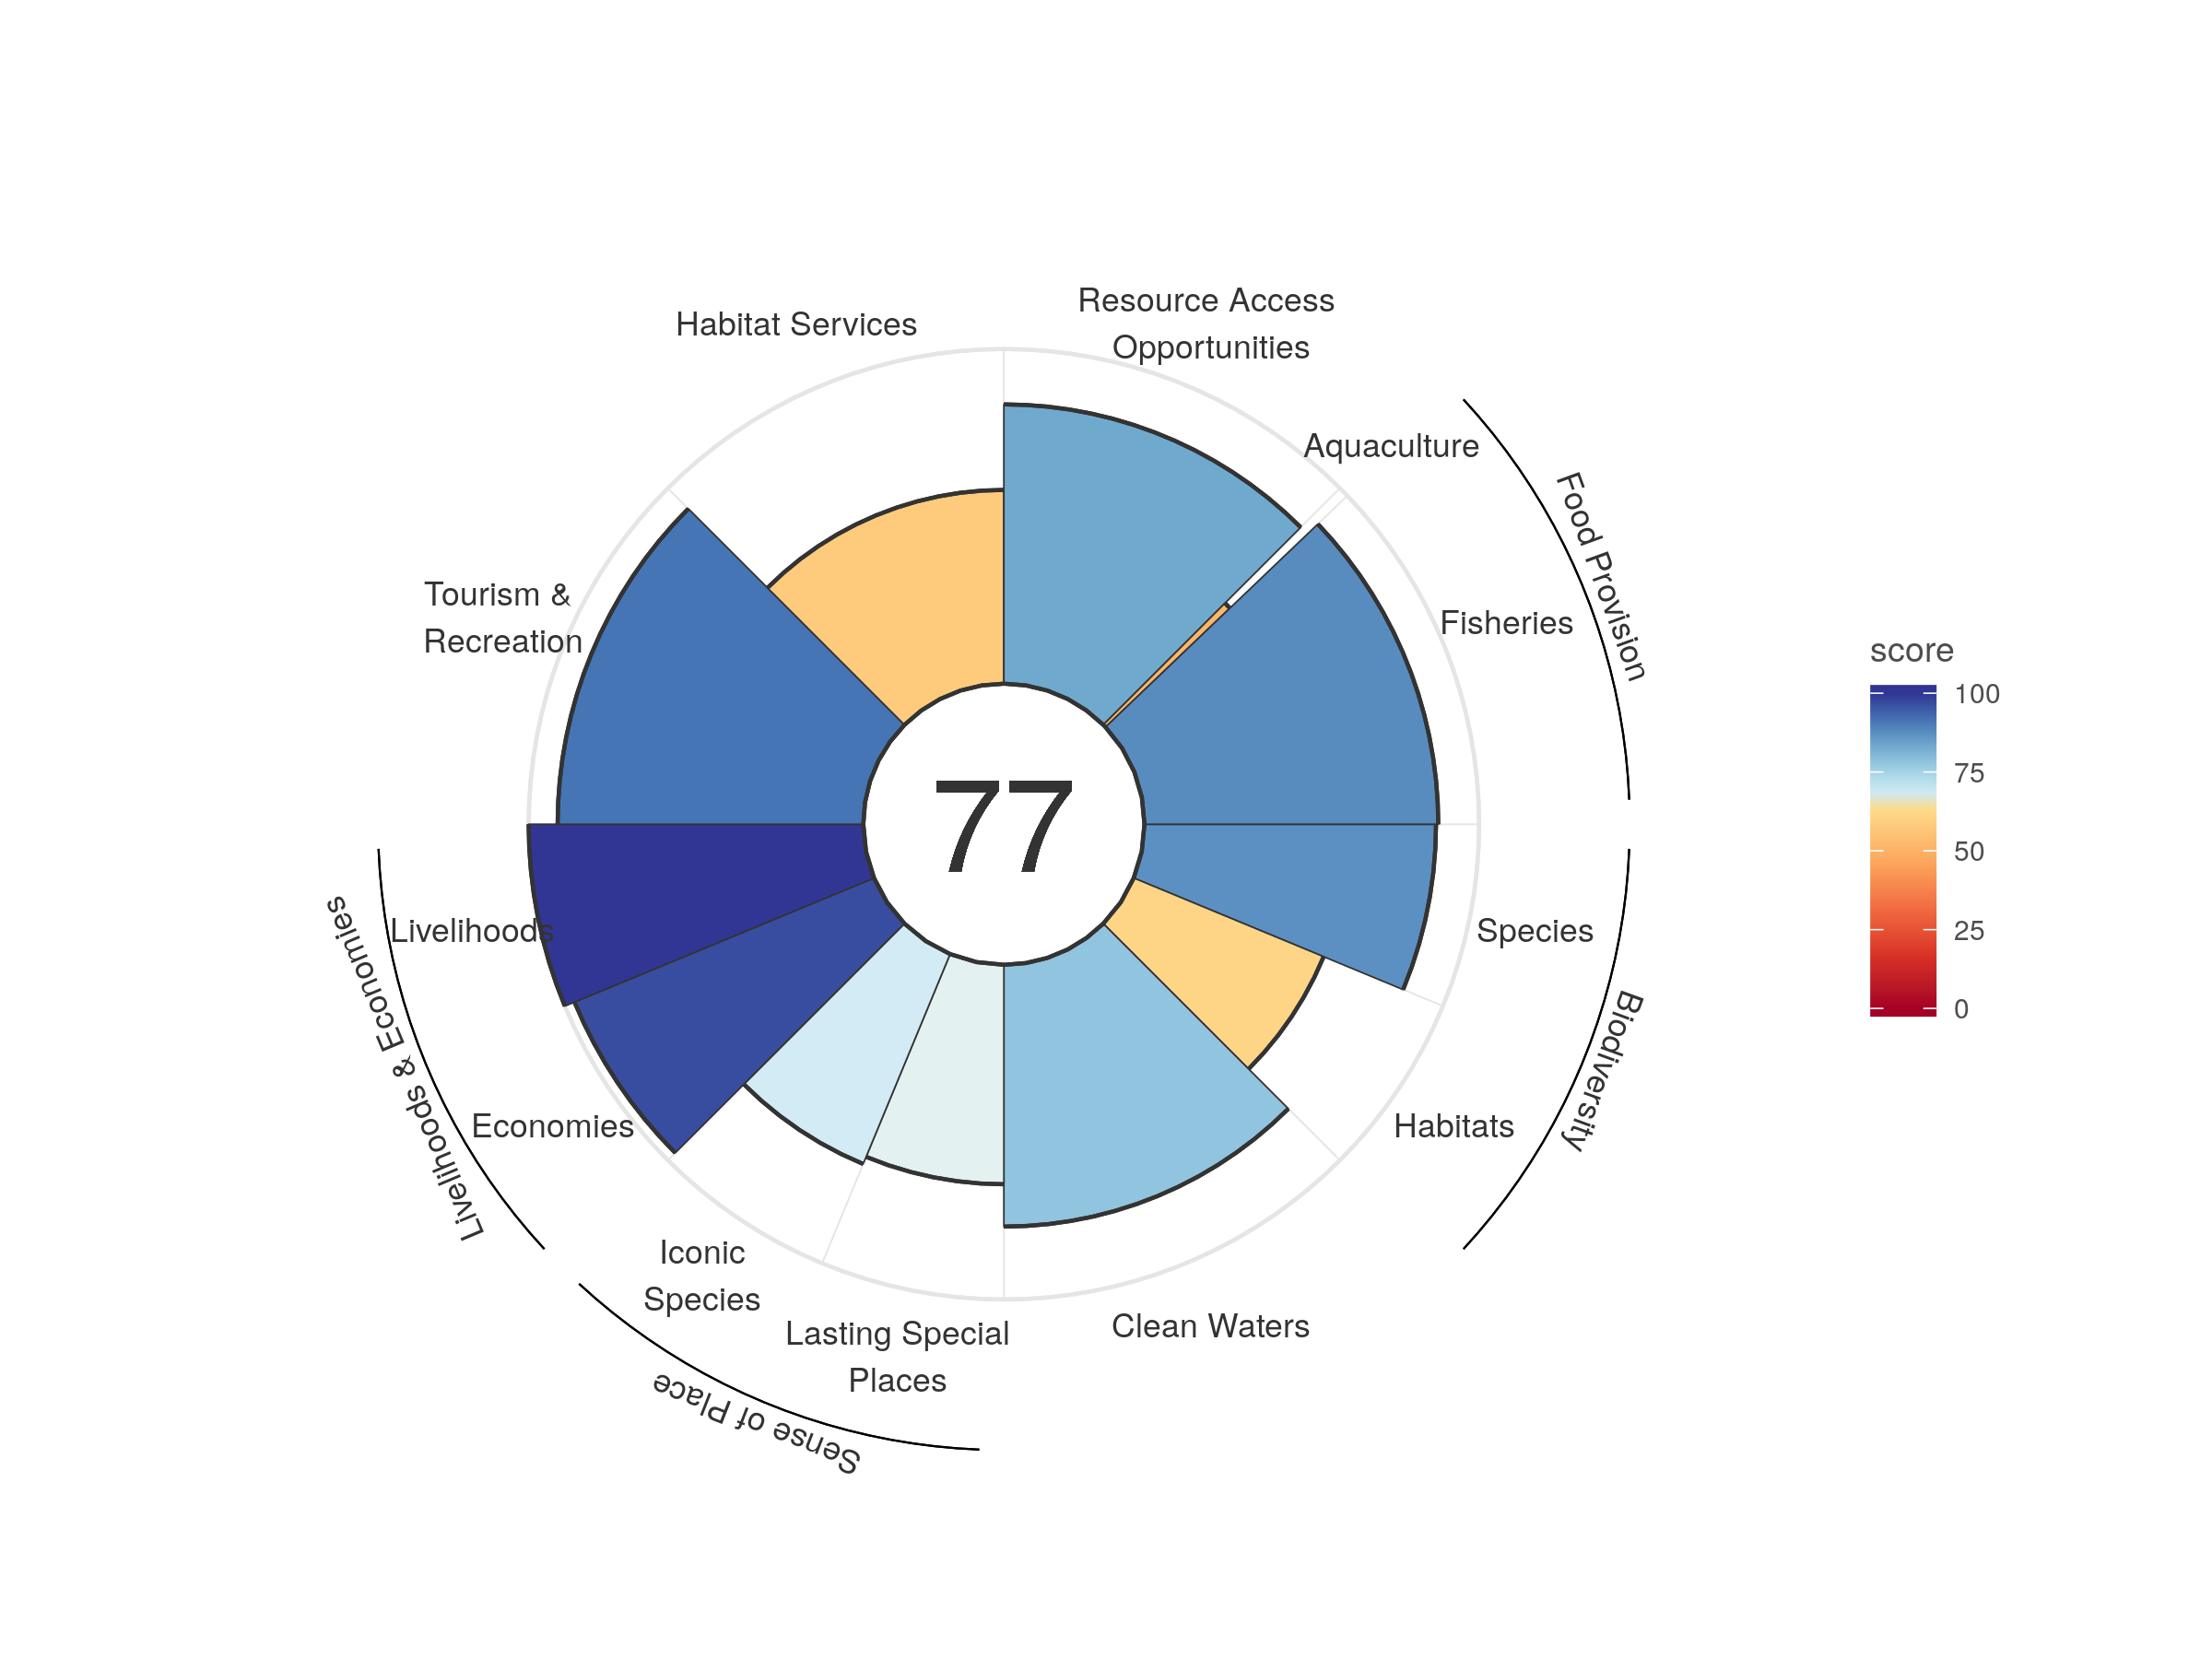 Habitat Services
Resource Access
Opportunities
Aquaculture
Food Provision
Fisheries
Tourism &
Recreation
77
Livelihoods
Livelihoods & Economies
Economies
Species
Biodiversity
Habitats
Iconic
Species
Lasting Special
Places
Sense of Place
Clean Waters
score
100
75
50
25
0